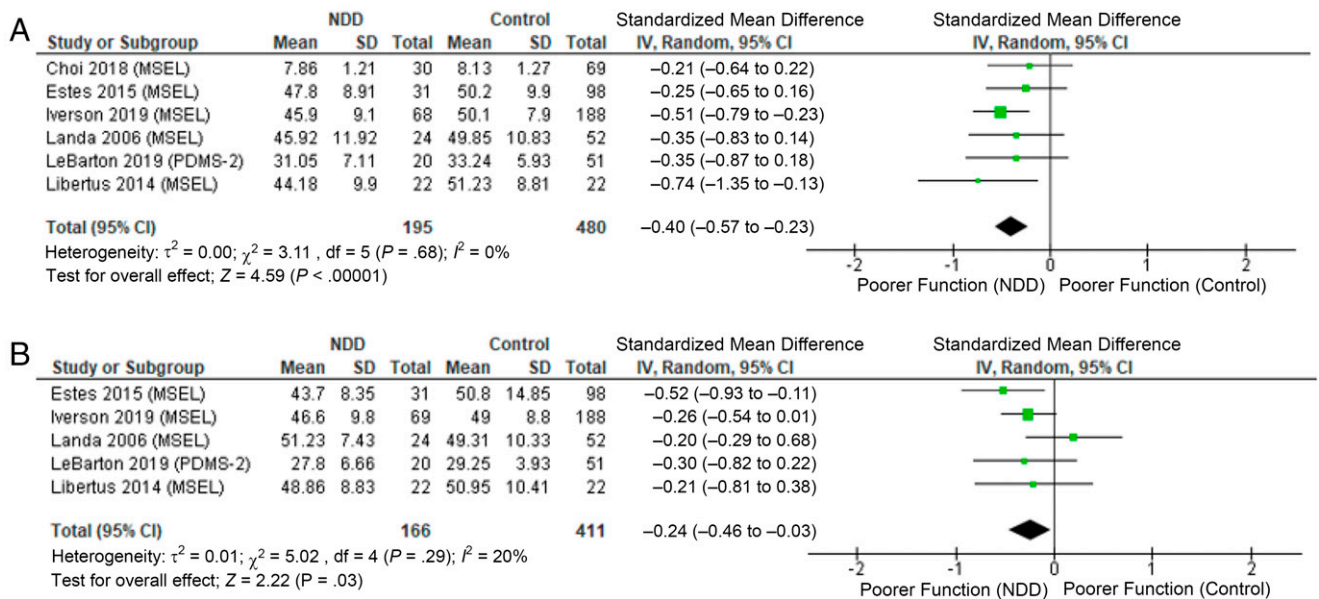 A
NDD Control Standardized Mean Difference Standardized Mean Difference
Study or Subgroup Mean SD Total Mean SD Total IV, Random, 95% CI IV, Random, 95% CI
Choi 2018 (MSEL) 7.86 1.21 30 8.13 1.27 69 –0.21 (–0.64 to 0.22)
Estes 2015 (MSEL) 47.8 8.91 31 50.2 9.9 98 –0.25 (–0.65 to 0.16)
Iverson 2019 (MSEL) 45.9 9.1 68 50.1 7.9 188 –0.51 (–0.79 to –0.23)
Landa 2006 (MSEL) 45.92 11.92 24 49.85 10.83 52 –0.35 (–0.83 to 0.14)
LeBarton 2019 (PDMS-2) 31.05 7.11 20 33.24 5.93 51 –0.35 (–0.87 to 0.18)
Libertus 2014 (MSEL) 44.18 9.9 22 51.23 8.81 22 –0.74 (–1.35 to –0.13)
Total (95% CI) 195 480 –0.40 (–0.57 to –0.23)
Heterogeneity: τ² = 0.00; χ² = 3.11 , df = 5 (P = .68); I² = 0%
Test for overall effect; Z = 4.59 (P < .00001)
-2 -1 0 1 2
Poorer Function (NDD) Poorer Function (Control)
B
NDD Control Standardized Mean Difference Standardized Mean Difference
Study or Subgroup Mean SD Total Mean SD Total IV, Random, 95% CI IV, Random, 95% CI
Estes 2015 (MSEL) 43.7 8.35 31 50.8 14.85 98 –0.52 (–0.93 to –0.11)
Iverson 2019 (MSEL) 46.6 9.8 69 49 8.8 188 –0.26 (–0.54 to 0.01)
Landa 2006 (MSEL) 51.23 7.43 24 49.31 10.33 52 –0.20 (–0.29 to 0.68)
LeBarton 2019 (PDMS-2) 27.8 6.66 20 29.25 3.93 51 –0.30 (–0.82 to 0.22)
Libertus 2014 (MSEL) 48.86 8.83 22 50.95 10.41 22 –0.21 (–0.81 to 0.38)
Total (95% CI) 166 411 –0.24 (–0.46 to –0.03)
Heterogeneity: τ² = 0.01; χ² = 5.02 , df = 4 (P = .29); I² = 20%
Test for overall effect; Z = 2.22 (P = .03)
-2 -1 0 1 2
Poorer Function (NDD) Poorer Function (Control)